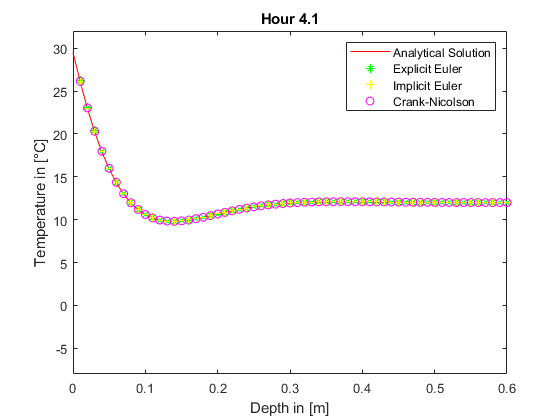 Hour 4.1
30
25
20
15
10
5
0
-5
Temperature in [°C]
Analytical Solution
Explicit Euler
Implicit Euler
Crank-Nicolson
0 0.1 0.2 0.3 0.4 0.5 0.6
Depth in [m]